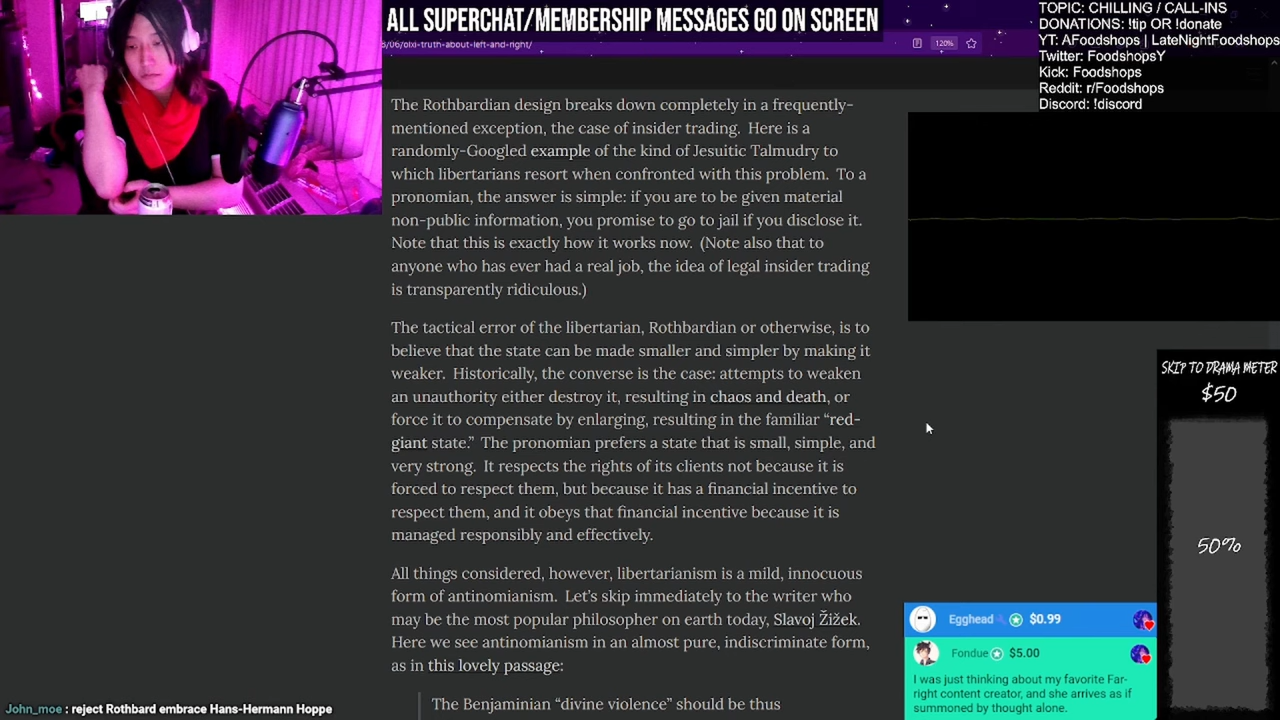 ALL SUPERCHAT/MEMBERSHIP MESSAGES GO ON SCREEN
TOPIC: CHILLING / CALL-INS
DONATIONS: !tip OR !donate
YT: AFoodshops | LateNightFoodshops
Twitter: FoodshopsY
Kick: Foodshops
Reddit: r/Foodshops
Discord: !discord
/06/olxi-truth-about-left-and-right/
120%
The Rothbardian design breaks down completely in a frequently-
mentioned exception, the case of insider trading. Here is a
randomly-Googled example of the kind of Jesuitic Talmudry to
which libertarians resort when confronted with this problem. To a
pronomian, the answer is simple: if you are to be given material
non-public information, you promise to go to jail if you disclose it.
Note that this is exactly how it works now. (Note also that to
anyone who has ever had a real job, the idea of legal insider trading
is transparently ridiculous.)
The tactical error of the libertarian, Rothbardian or otherwise, is to
believe that the state can be made smaller and simpler by making it
weaker. Historically, the converse is the case: attempts to weaken
an unauthority either destroy it, resulting in chaos and death, or
force it to compensate by enlarging, resulting in the familiar “red-
giant state.” The pronomian prefers a state that is small, simple, and
very strong. It respects the rights of its clients not because it is
forced to respect them, but because it has a financial incentive to
respect them, and it obeys that financial incentive because it is
managed responsibly and effectively.
All things considered, however, libertarianism is a mild, innocuous
form of antinomianism. Let’s skip immediately to the writer who
may be the most popular philosopher on earth today, Slavoj Žižek.
Here we see antinomianism in an almost pure, indiscriminate form,
as in this lovely passage:
The Benjaminian “divine violence” should be thus
SKIP TO DRAMA METER
$50
50%
Egghead $0.99
Fondue $5.00
I was just thinking about my favorite Far-
right content creator, and she arrives as if
summoned by thought alone.
John_moe : reject Rothbard embrace Hans-Hermann Hoppe